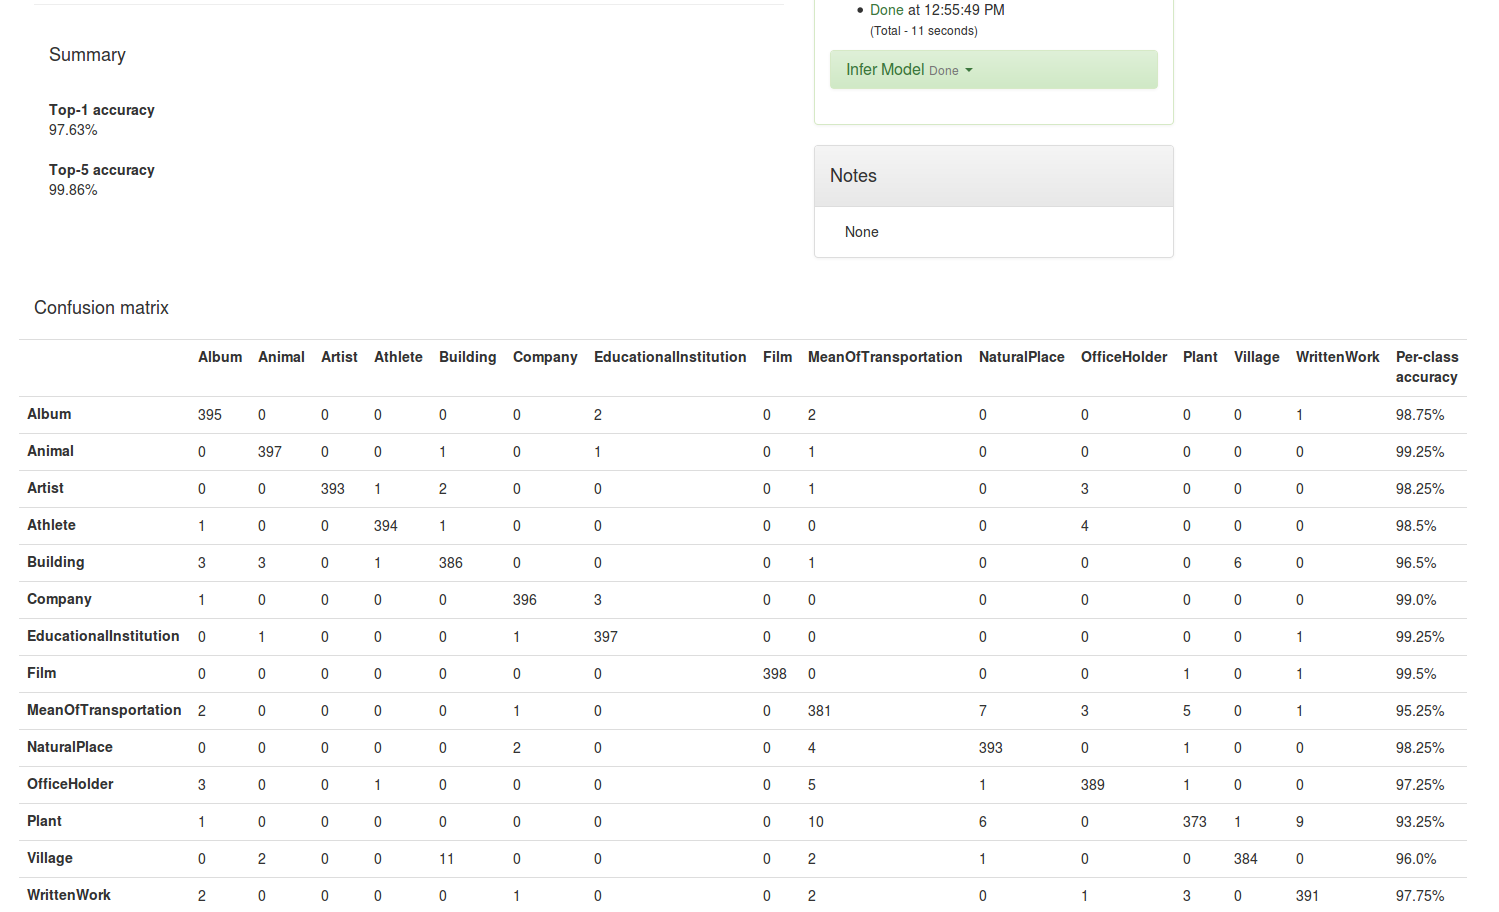 Done at 12:55:49 PM
(Total - 11 seconds)
Infer Model Done
Summary
Top-1 accuracy
97.63%
Top-5 accuracy
99.86%
Notes
None
Confusion matrix
Album Animal Artist Athlete Building Company EducationalInstitution Film MeanOfTransportation NaturalPlace OfficeHolder Plant Village WrittenWork Per-class accuracy
Album 395 0 0 0 0 0 2 0 2 0 0 0 0 1 98.75%
Animal 0 397 0 0 1 0 1 0 1 0 0 0 0 0 99.25%
Artist 0 0 393 1 2 0 0 0 1 0 3 0 0 0 98.25%
Athlete 1 0 0 394 1 0 0 0 0 0 4 0 0 0 98.5%
Building 3 3 0 1 386 0 0 0 1 0 0 0 6 0 96.5%
Company 1 0 0 0 0 396 3 0 0 0 0 0 0 0 99.0%
EducationalInstitution 0 1 0 0 0 1 397 0 0 0 0 0 0 1 99.25%
Film 0 0 0 0 0 0 0 398 0 0 0 1 0 1 99.5%
MeanOfTransportation 2 0 0 0 0 1 0 0 381 7 3 5 0 1 95.25%
NaturalPlace 0 0 0 0 0 2 0 0 4 393 0 1 0 0 98.25%
OfficeHolder 3 0 0 1 0 0 0 0 5 1 389 1 0 0 97.25%
Plant 1 0 0 0 0 0 0 0 10 6 0 373 1 9 93.25%
Village 0 2 0 0 11 0 0 0 2 1 0 0 384 0 96.0%
WrittenWork 2 0 0 0 0 1 0 0 2 0 1 3 0 391 97.75%